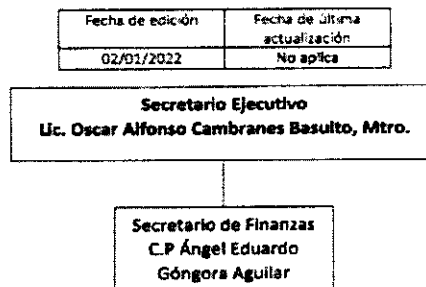 Fecha de edición
Fecha de última
actualización
02/01/2022
No aplica
Secretario Ejecutivo
Lic. Oscar Alfonso Cambranes Basulto, Mtro.
Secretario de Finanzas
C.P Ángel Eduardo
Góngora Aguilar